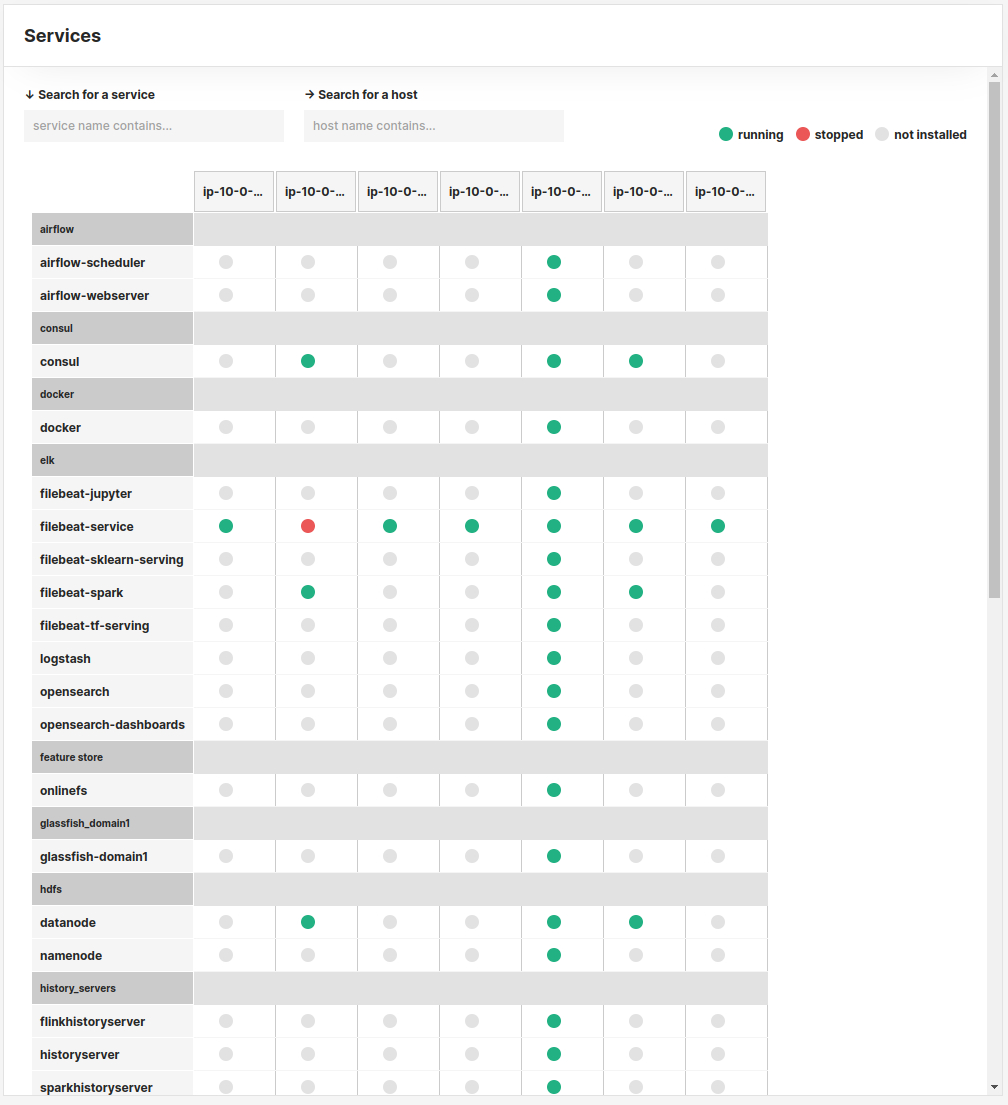 Services
↓ Search for a service → Search for a host
service name contains... host name contains...
running stopped not installed
ip-10-0-... ip-10-0-... ip-10-0-... ip-10-0-... ip-10-0-... ip-10-0-... ip-10-0-...
airflow
airflow-scheduler
airflow-webserver
consul
consul
docker
docker
elk
filebeat-jupyter
filebeat-service
filebeat-sklearn-serving
filebeat-spark
filebeat-tf-serving
logstash
opensearch
opensearch-dashboards
feature store
onlinefs
glassfish_domain1
glassfish-domain1
hdfs
datanode
namenode
history_servers
flinkhistoryserver
historyserver
sparkhistoryserver